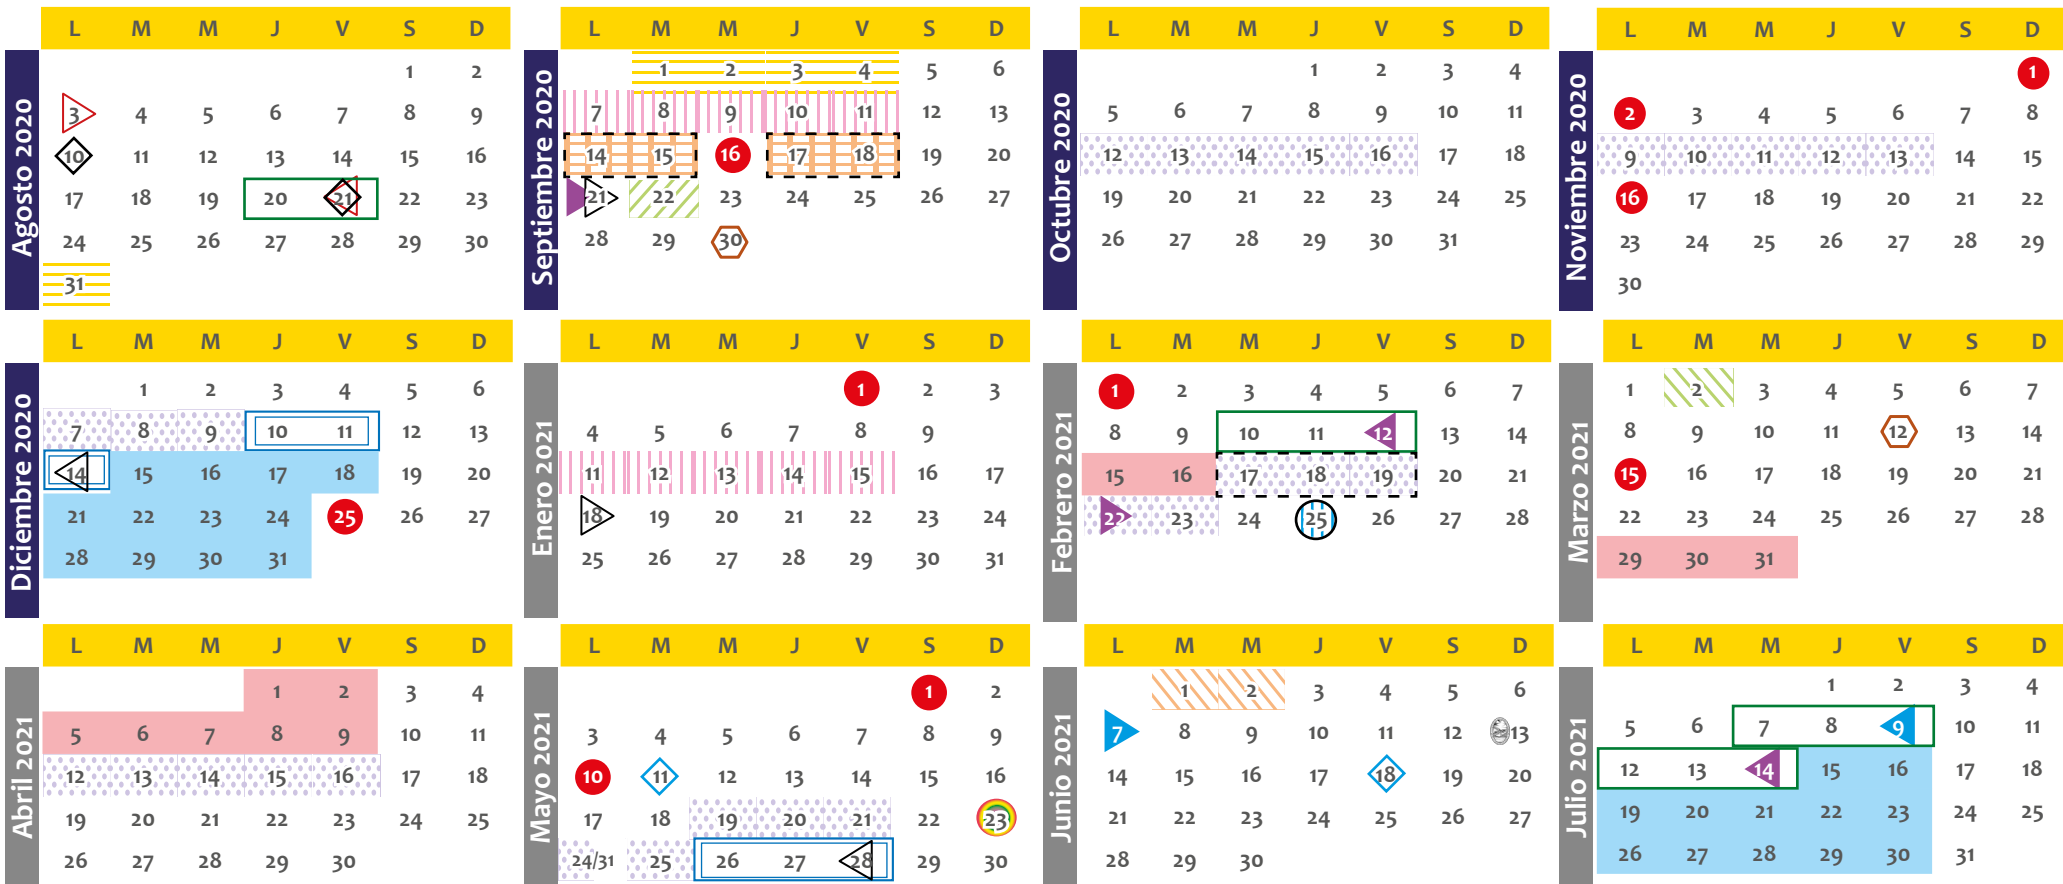 Agosto 2020
L M M J V S D
1 2
3 4 5 6 7 8 9
10 11 12 13 14 15 16
17 18 19 20 21 22 23
24 25 26 27 28 29 30
31
Septiembre 2020
L M M J V S D
1 2 3 4 5 6
7 8 9 10 11 12 13
14 15 16 17 18 19 20
21 22 23 24 25 26 27
28 29 30
Octubre 2020
L M M J V S D
1 2 3 4
5 6 7 8 9 10 11
12 13 14 15 16 17 18
19 20 21 22 23 24 25
26 27 28 29 30 31
Noviembre 2020
L M M J V S D
1
2 3 4 5 6 7 8
9 10 11 12 13 14 15
16 17 18 19 20 21 22
23 24 25 26 27 28 29
30
Diciembre 2020
L M M J V S D
1 2 3 4 5 6
7 8 9 10 11 12 13
14 15 16 17 18 19 20
21 22 23 24 25 26 27
28 29 30 31
Enero 2021
L M M J V S D
1 2 3
4 5 6 7 8 9
11 12 13 14 15 16 17
18 19 20 21 22 23 24
25 26 27 28 29 30 31
Febrero 2021
L M M J V S D
1 2 3 4 5 6 7
8 9 10 11 12 13 14
15 16 17 18 19 20 21
22 23 24 25 26 27 28
Marzo 2021
L M M J V S D
1 2 3 4 5 6 7
8 9 10 11 12 13 14
15 16 17 18 19 20 21
22 23 24 25 26 27 28
29 30 31
Abril 2021
L M M J V S D
1 2 3 4
5 6 7 8 9 10 11
12 13 14 15 16 17 18
19 20 21 22 23 24 25
26 27 28 29 30
Mayo 2021
L M M J V S D
1 2
3 4 5 6 7 8 9
10 11 12 13 14 15 16
17 18 19 20 21 22 23
24/31 25 26 27 28 29 30
Junio 2021
L M M J V S D
1 2 3 4 5 6
7 8 9 10 11 12 13
14 15 16 17 18 19 20
21 22 23 24 25 26 27
28 29 30
Julio 2021
L M M J V S D
1 2 3 4
5 6 7 8 9 10 11
12 13 14 15 16 17 18
19 20 21 22 23 24 25
26 27 28 29 30 31